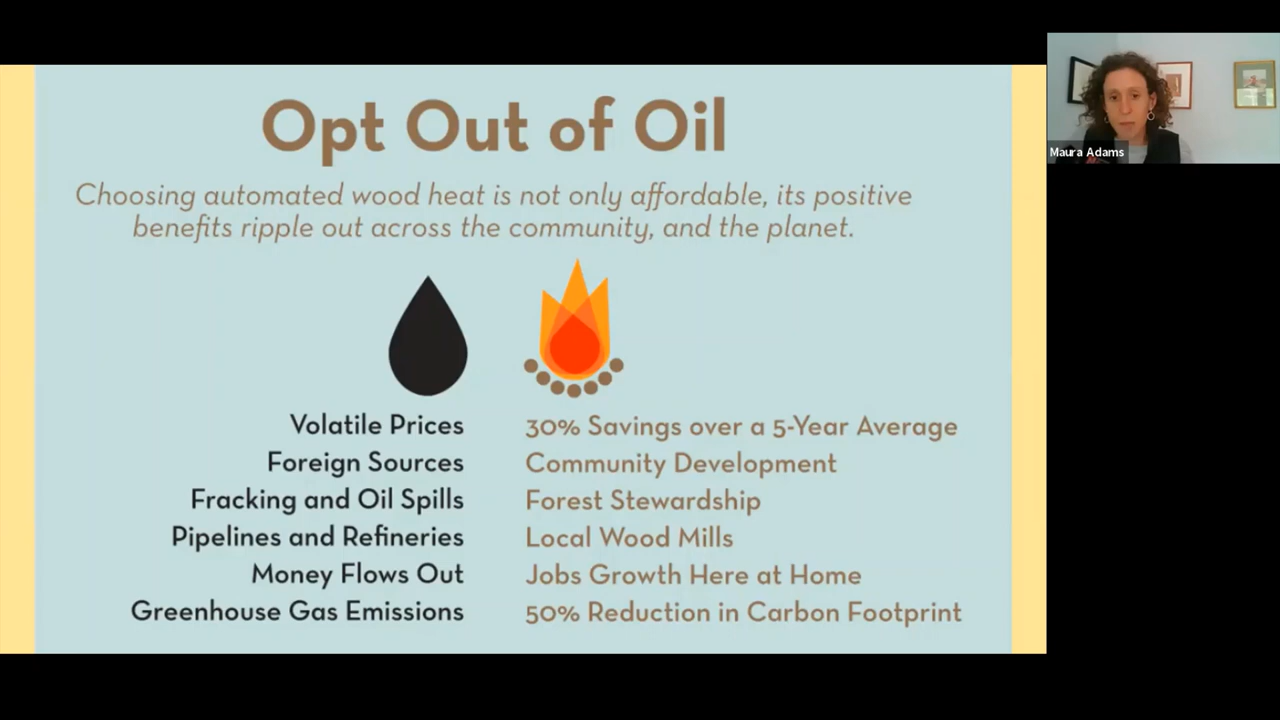 Opt Out of Oil
Choosing automated wood heat is not only affordable, its positive
benefits ripple out across the community, and the planet.
Volatile Prices
Foreign Sources
Fracking and Oil Spills
Pipelines and Refineries
Money Flows Out
Greenhouse Gas Emissions
30% Savings over a 5-Year Average
Community Development
Forest Stewardship
Local Wood Mills
Jobs Growth Here at Home
50% Reduction in Carbon Footprint
Maura Adams